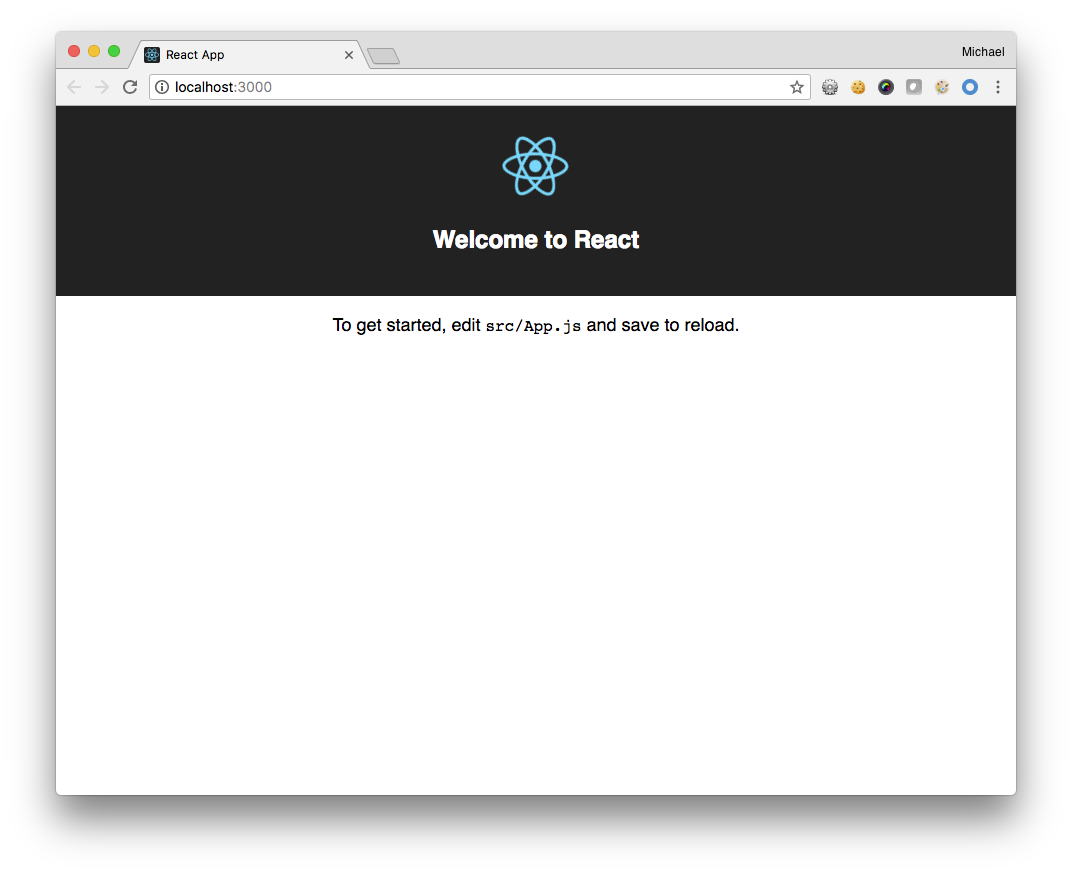 React App
Michael
localhost:3000
Welcome to React
To get started, edit src/App.js and save to reload.